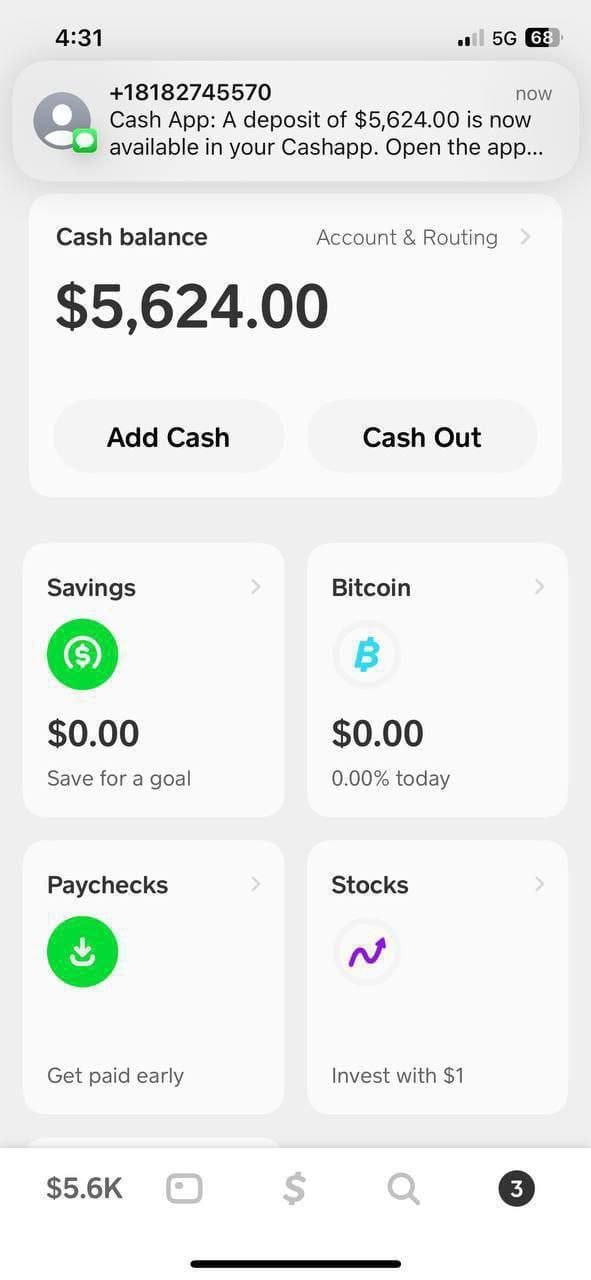 4:31
5G 68
+18182745570 now
Cash App: A deposit of $5,624.00 is now
available in your Cashapp. Open the app...
Cash balance Account & Routing
$5,624.00
Add Cash Cash Out
Savings Bitcoin
$0.00 $0.00
Save for a goal 0.00% today
Paychecks Stocks
Get paid early Invest with $1
$5.6K 3